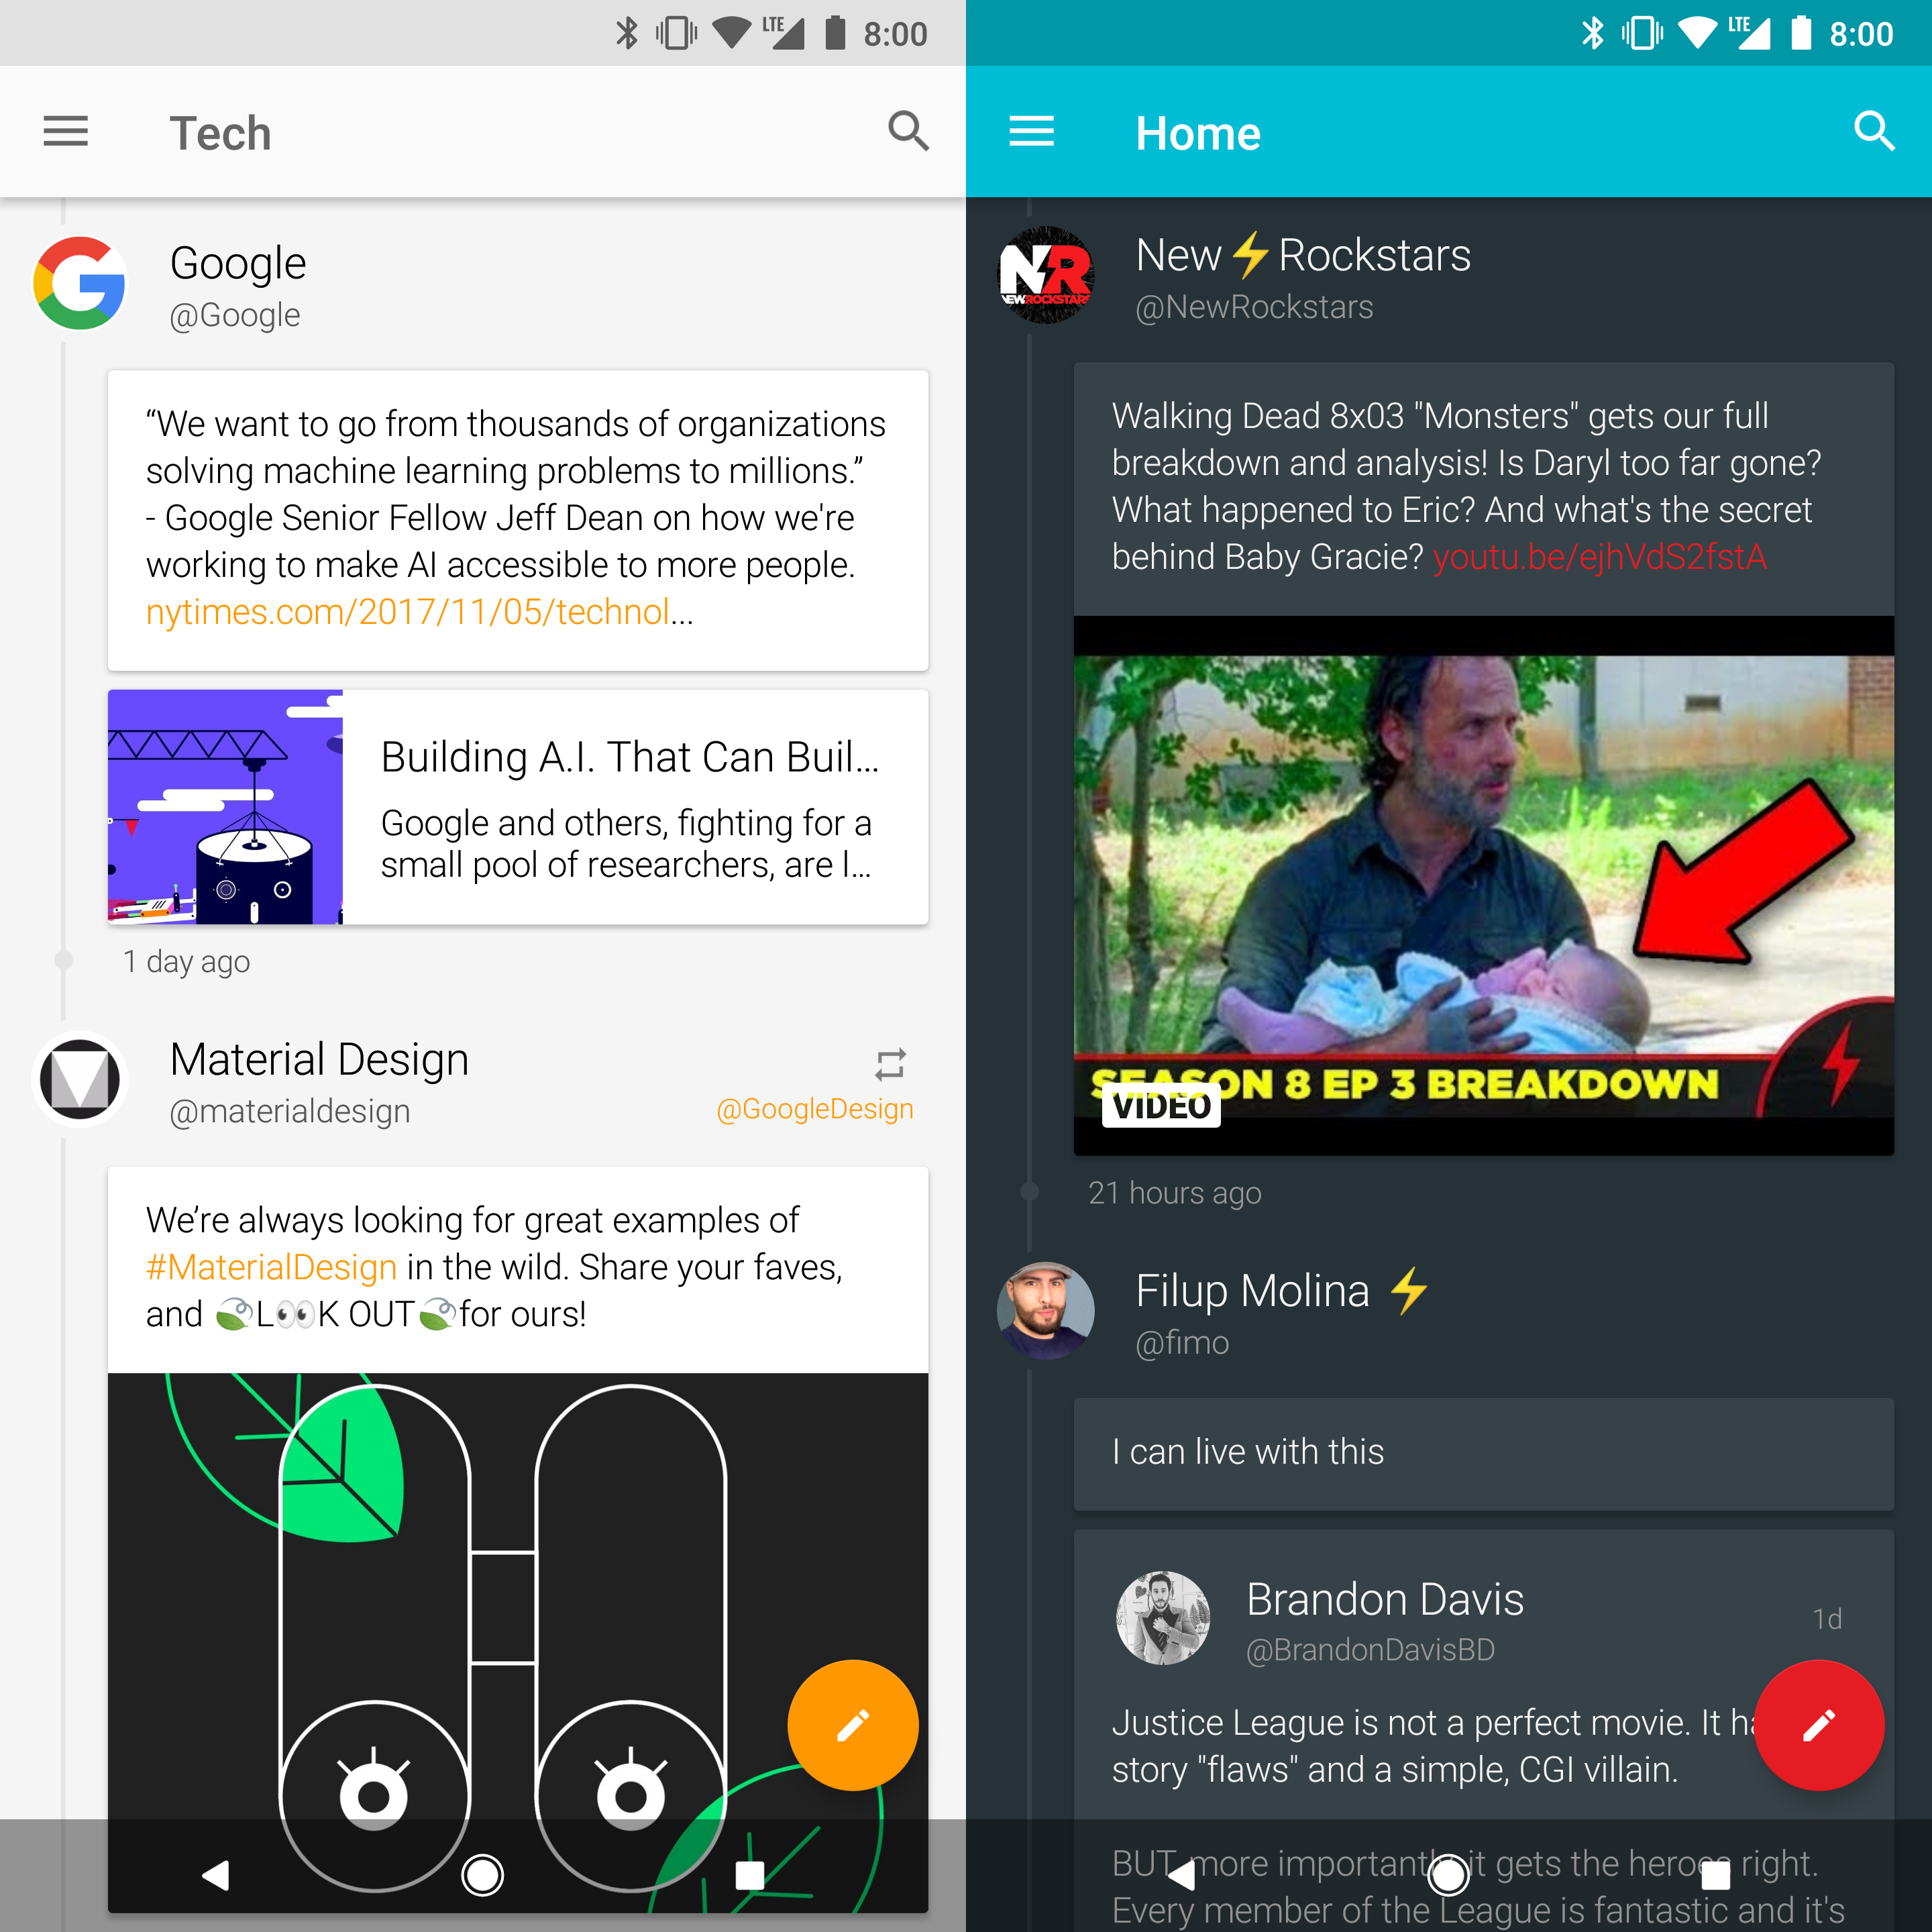 LTE 8:00
Tech
Google
@Google
“We want to go from thousands of organizations
solving machine learning problems to millions.”
- Google Senior Fellow Jeff Dean on how we're
working to make AI accessible to more people.
nytimes.com/2017/11/05/technol...
Building A.I. That Can Buil...
Google and others, fighting for a
small pool of researchers, are l...
1 day ago
Material Design
@materialdesign
@GoogleDesign
We’re always looking for great examples of
#MaterialDesign in the wild. Share your faves,
and 🍃L👀K OUT🍃for ours!
LTE 8:00
Home
New⚡Rockstars
@NewRockstars
NR
NEWROCKSTARS
Walking Dead 8x03 "Monsters" gets our full
breakdown and analysis! Is Daryl too far gone?
What happened to Eric? And what's the secret
behind Baby Gracie? youtu.be/ejhVdS2fstA
SEASON 8 EP 3 BREAKDOWN
VIDEO
21 hours ago
Filup Molina ⚡
@fimo
I can live with this
Brandon Davis
@BrandonDavisBD
1d
Justice League is not a perfect movie. It
story "flaws" and a simple, CGI villain.
BUT more importantly it gets the heroes right.
Every member of the League is fantastic and it's